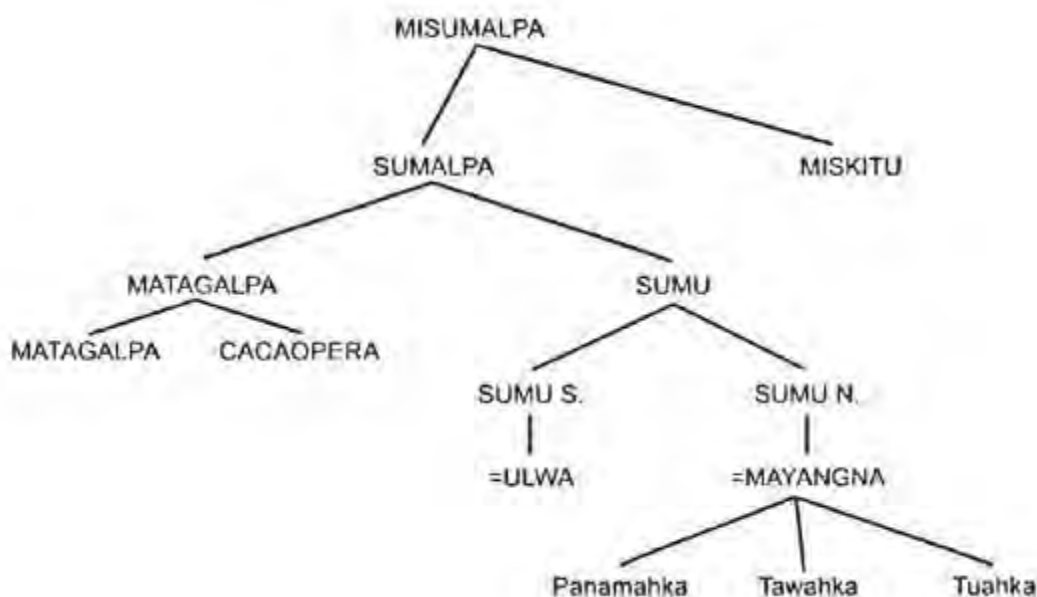 MISUMALPA
SUMALPA MISKITU
MATAGALPA SUMU
MATAGALPA CACAOPERA
SUMU S. SUMU N.
=ULWA =MAYANGNA
Panamahka Tawahka Tuahka